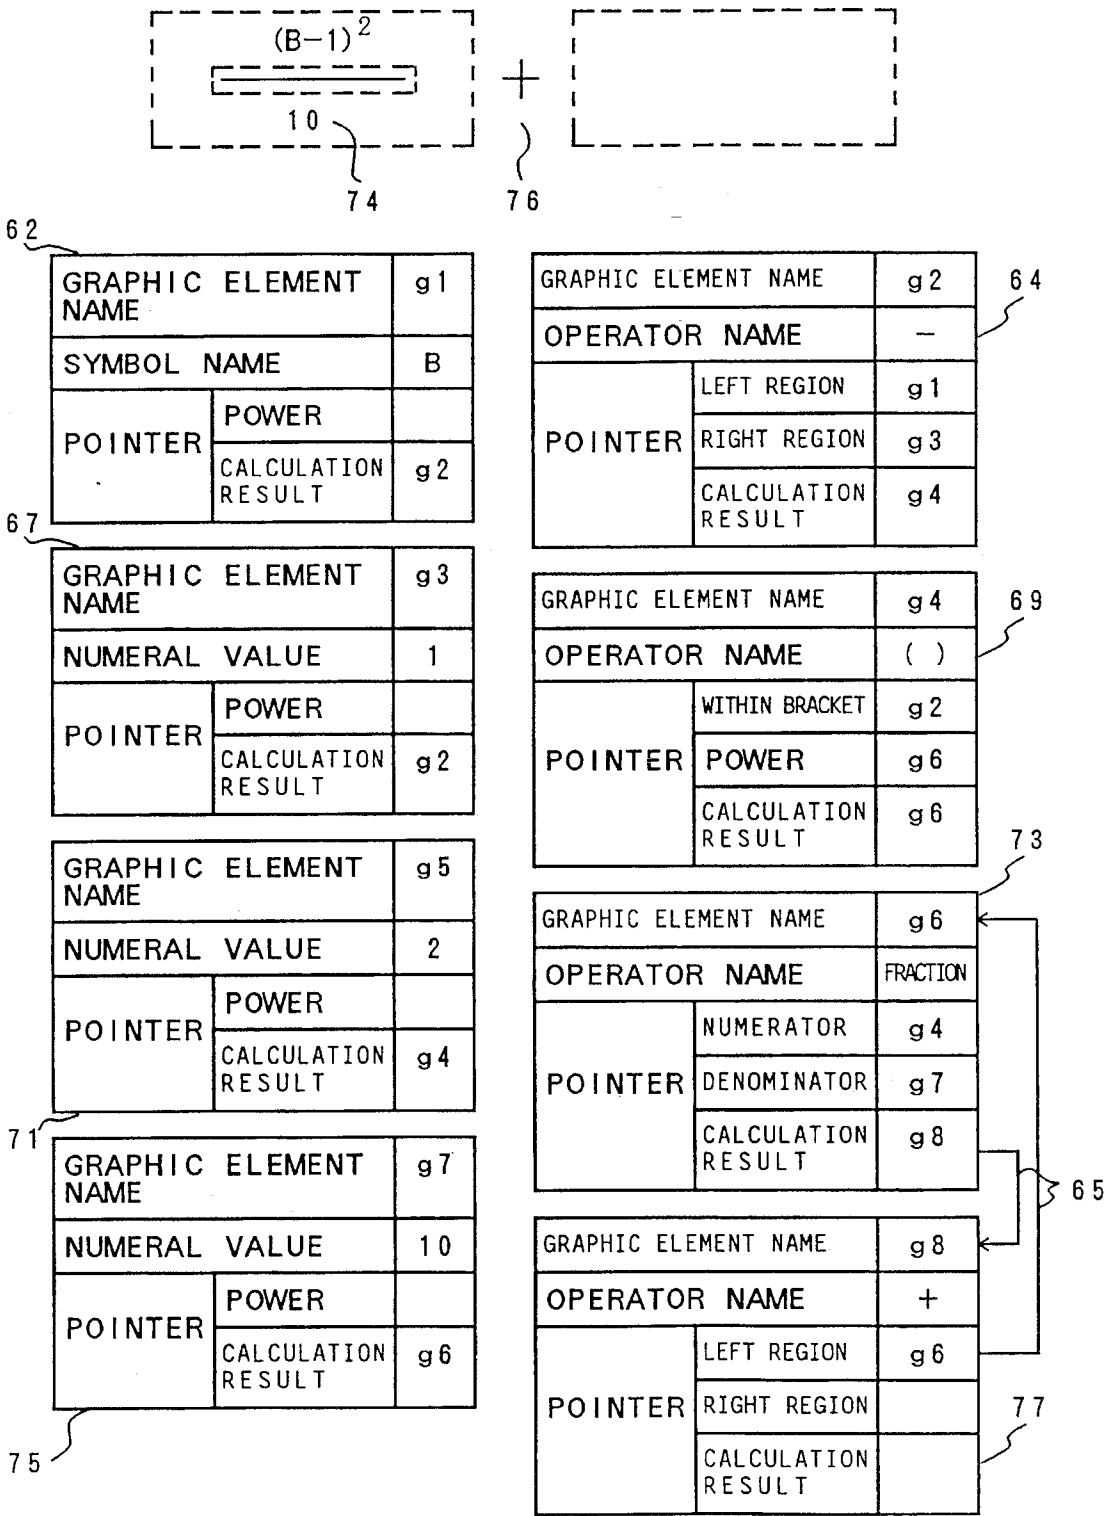 (B−1)²
+
10
74
76
62
GRAPHIC ELEMENT NAME g1
SYMBOL NAME B
POINTER
POWER
CALCULATION RESULT g2
67
GRAPHIC ELEMENT NAME g3
NUMERAL VALUE 1
POINTER
POWER
CALCULATION RESULT g2
GRAPHIC ELEMENT NAME g5
NUMERAL VALUE 2
POINTER
POWER
CALCULATION RESULT g4
71
GRAPHIC ELEMENT NAME g7
NUMERAL VALUE 10
POINTER
POWER
CALCULATION RESULT g6
75
GRAPHIC ELEMENT NAME g2
64
OPERATOR NAME −
POINTER
LEFT REGION g1
RIGHT REGION g3
CALCULATION RESULT g4
GRAPHIC ELEMENT NAME g4
69
OPERATOR NAME ( )
POINTER
WITHIN BRACKET g2
POWER g6
CALCULATION RESULT g6
73
GRAPHIC ELEMENT NAME g6
OPERATOR NAME FRACTION
POINTER
NUMERATOR g4
DENOMINATOR g7
CALCULATION RESULT g8
65
GRAPHIC ELEMENT NAME g8
OPERATOR NAME +
POINTER
LEFT REGION g6
RIGHT REGION
CALCULATION RESULT
77